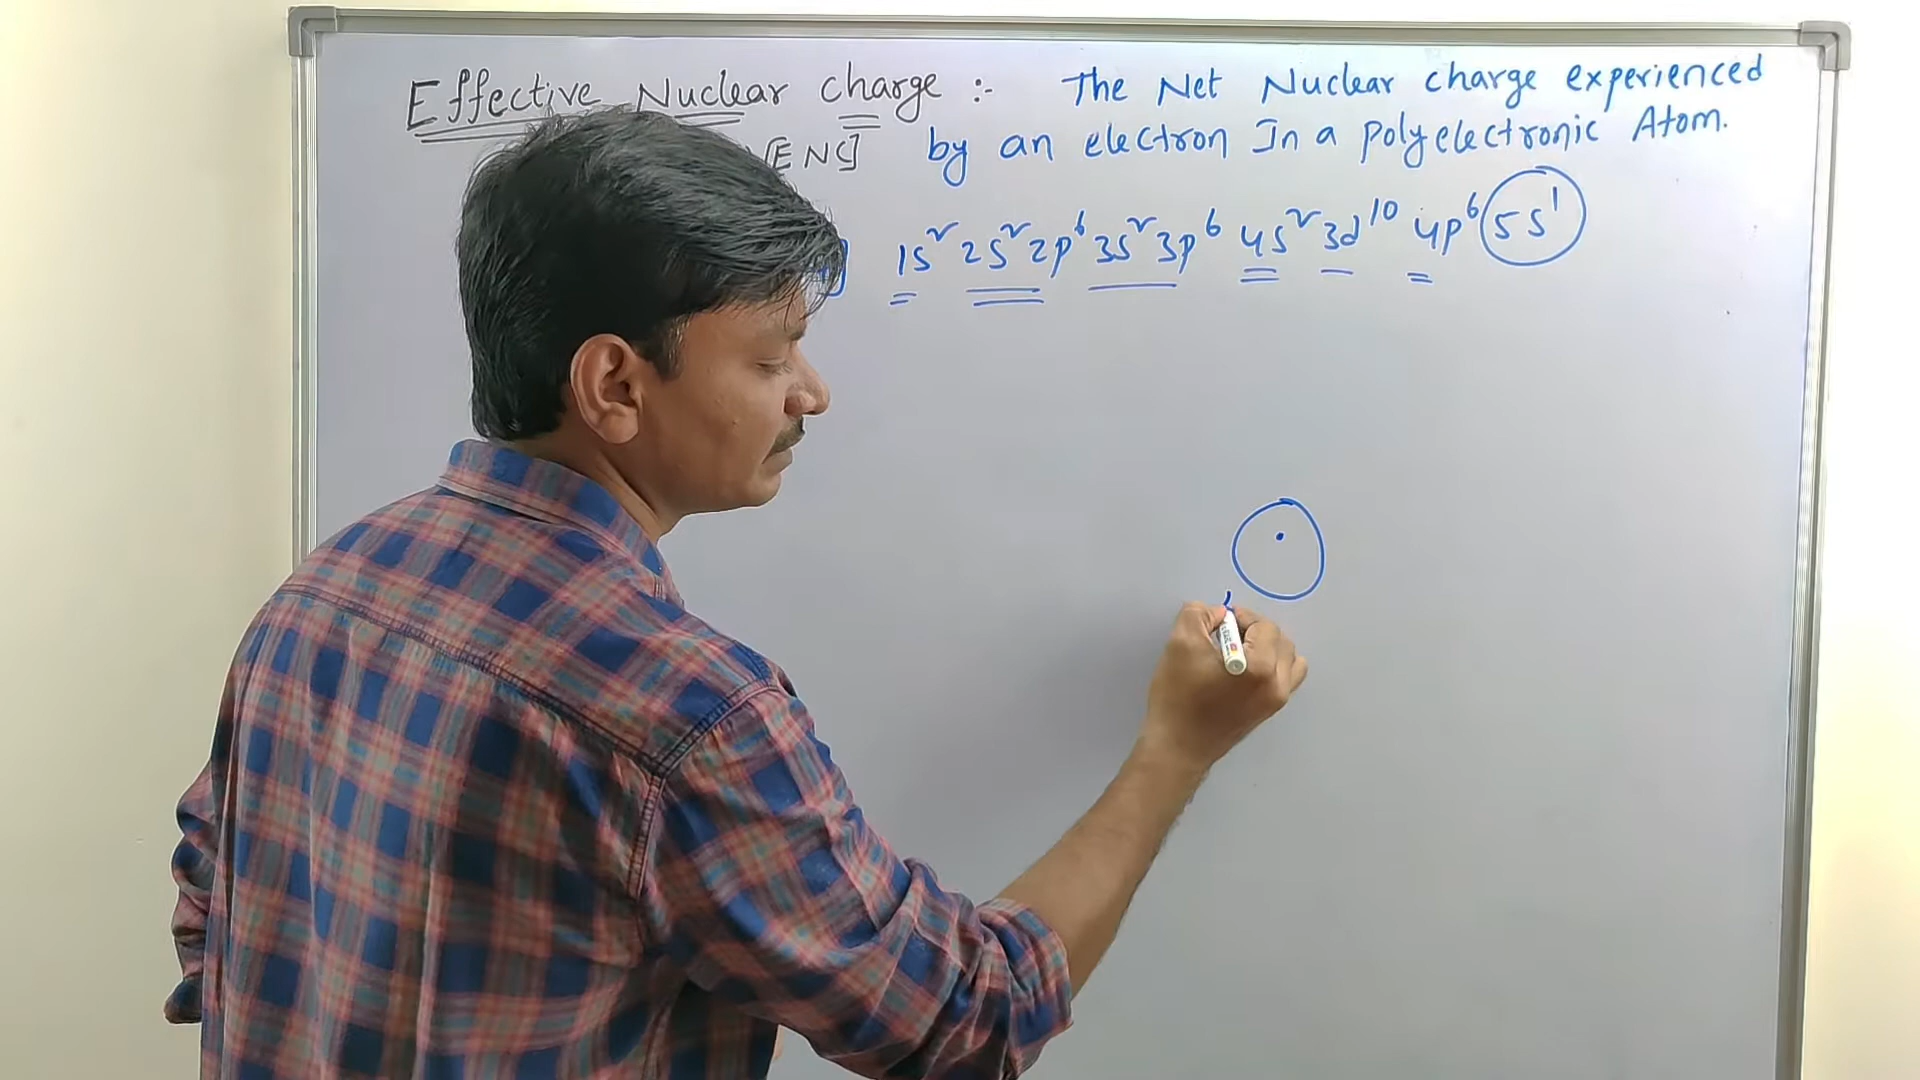 Effective Nuclear charge :- The Net Nuclear charge experienced
[ENC] by an electron In a polyelectronic Atom.
1s² 2s² 2p⁶ 3s² 3p⁶ 4s² 3d¹⁰ 4p⁶ 5s¹